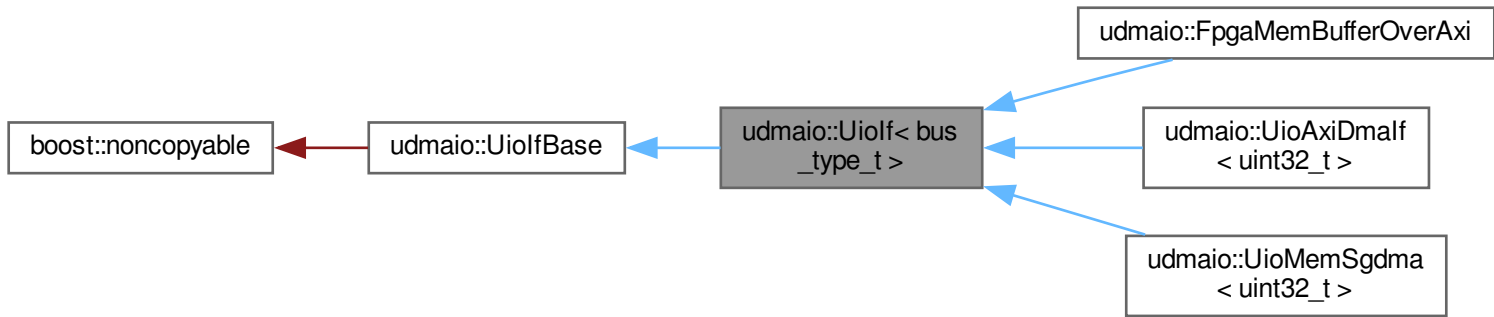 boost::noncopyable
udmaio::UioIfBase
udmaio::UioIf< bus
_type_t >
udmaio::FpgaMemBufferOverAxi
udmaio::UioAxiDmaIf
< uint32_t >
udmaio::UioMemSgdma
< uint32_t >